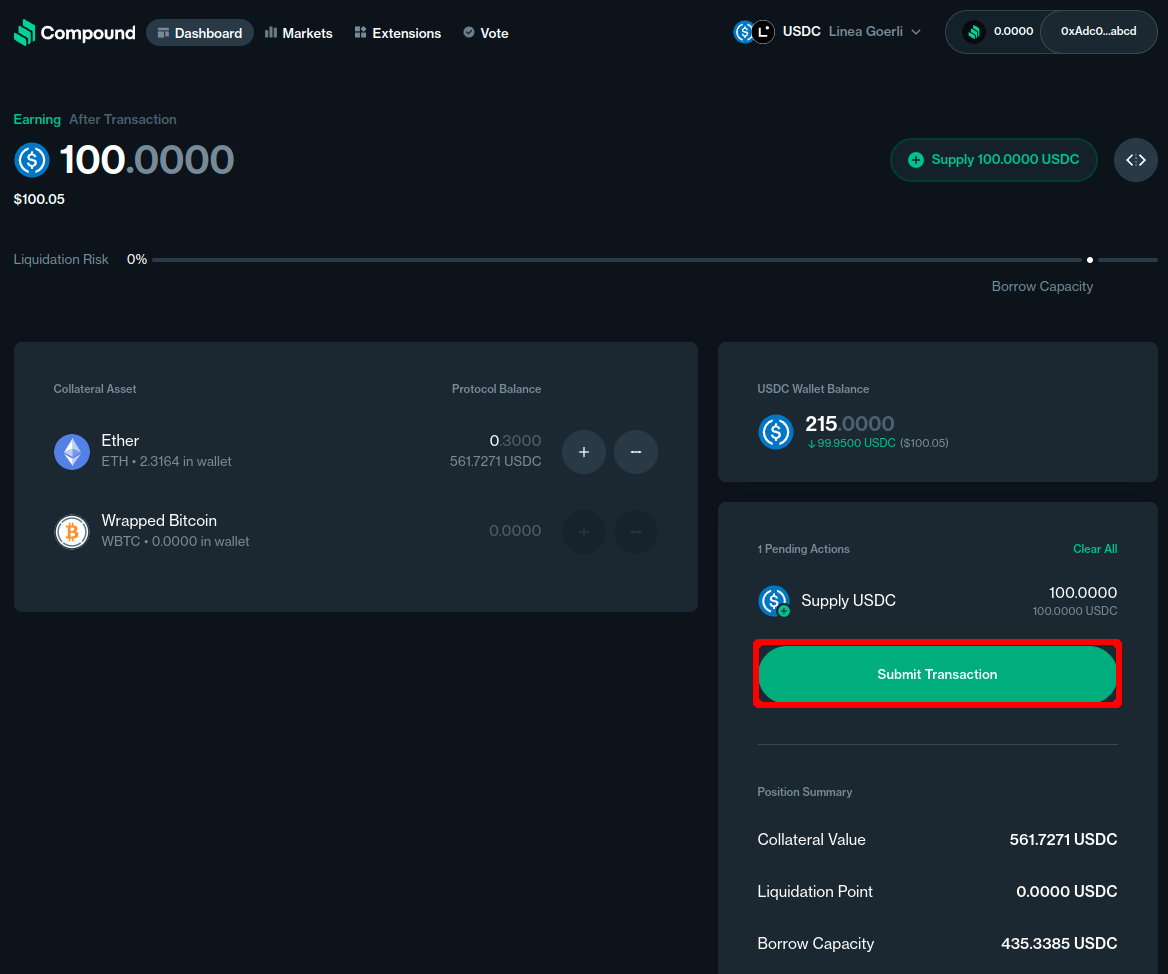 Compound Dashboard Markets Extensions Vote USDC Linea Goerli 0.0000 0xAdc0...abcd
Earning After Transaction
100.0000
Supply 100.0000 USDC
$100.05
Liquidation Risk 0%
Borrow Capacity
Collateral Asset Protocol Balance
Ether 0.3000
ETH • 2.3164 in wallet 561.7271 USDC
Wrapped Bitcoin 0.0000
WBTC • 0.0000 in wallet
USDC Wallet Balance
215.0000
↓99.9500 USDC ($100.05)
1 Pending Actions Clear All
Supply USDC 100.0000
100.0000 USDC
Submit Transaction
Position Summary
Collateral Value 561.7271 USDC
Liquidation Point 0.0000 USDC
Borrow Capacity 435.3385 USDC